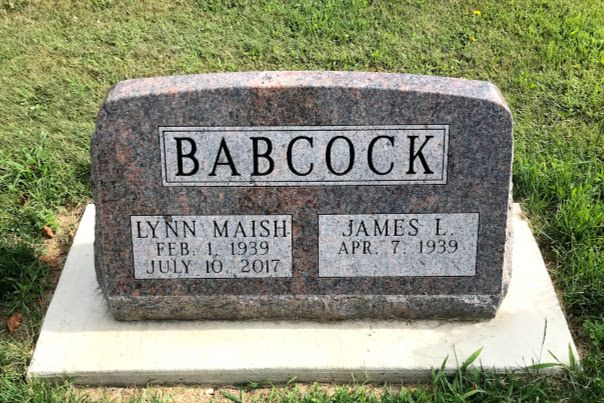 BABCOCK
LYNN MAISH
FEB. 1, 1939
JULY 10, 2017
JAMES L.
APR. 7, 1939